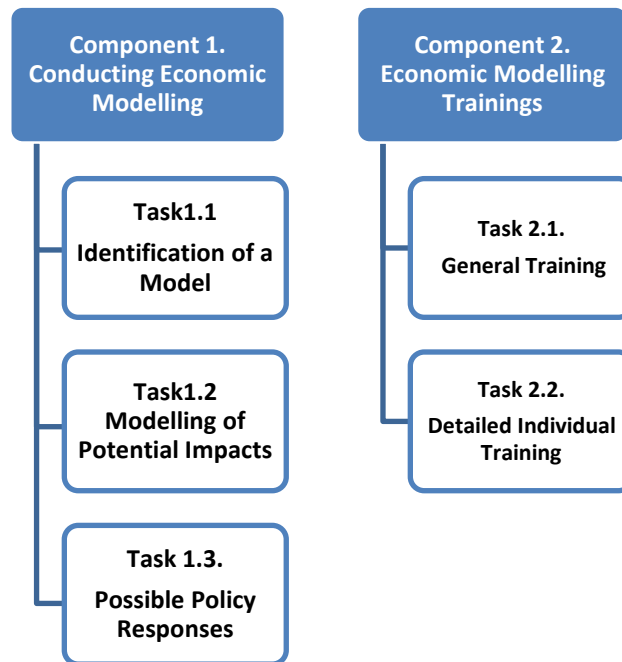 Component 1.
Conducting Economic
Modelling
Task1.1
Identification of a
Model
Task1.2
Modelling of
Potential Impacts
Task 1.3.
Possible Policy
Responses
Component 2.
Economic Modelling
Trainings
Task 2.1.
General Training
Task 2.2.
Detailed Individual
Training